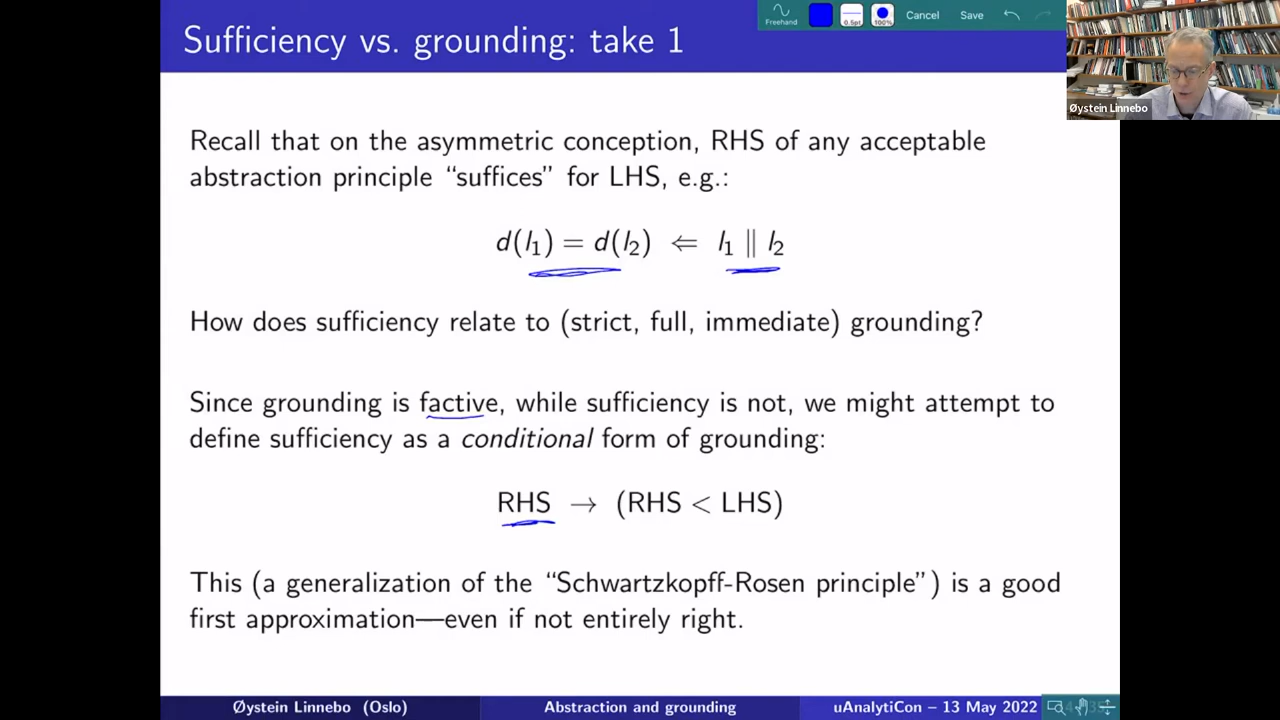 Sufficiency vs. grounding: take 1
Freehand
0.5pt
100%
Cancel
Save
Øystein Linnebo
Recall that on the asymmetric conception, RHS of any acceptable
abstraction principle “suffices” for LHS, e.g.:
d(l₁) = d(l₂) ⇐ l₁ ∥ l₂
How does sufficiency relate to (strict, full, immediate) grounding?
Since grounding is factive, while sufficiency is not, we might attempt to
define sufficiency as a conditional form of grounding:
RHS → (RHS < LHS)
This (a generalization of the “Schwartzkopff-Rosen principle”) is a good
first approximation—even if not entirely right.
Øystein Linnebo (Oslo)
Abstraction and grounding
uAnalytiCon – 13 May 2022